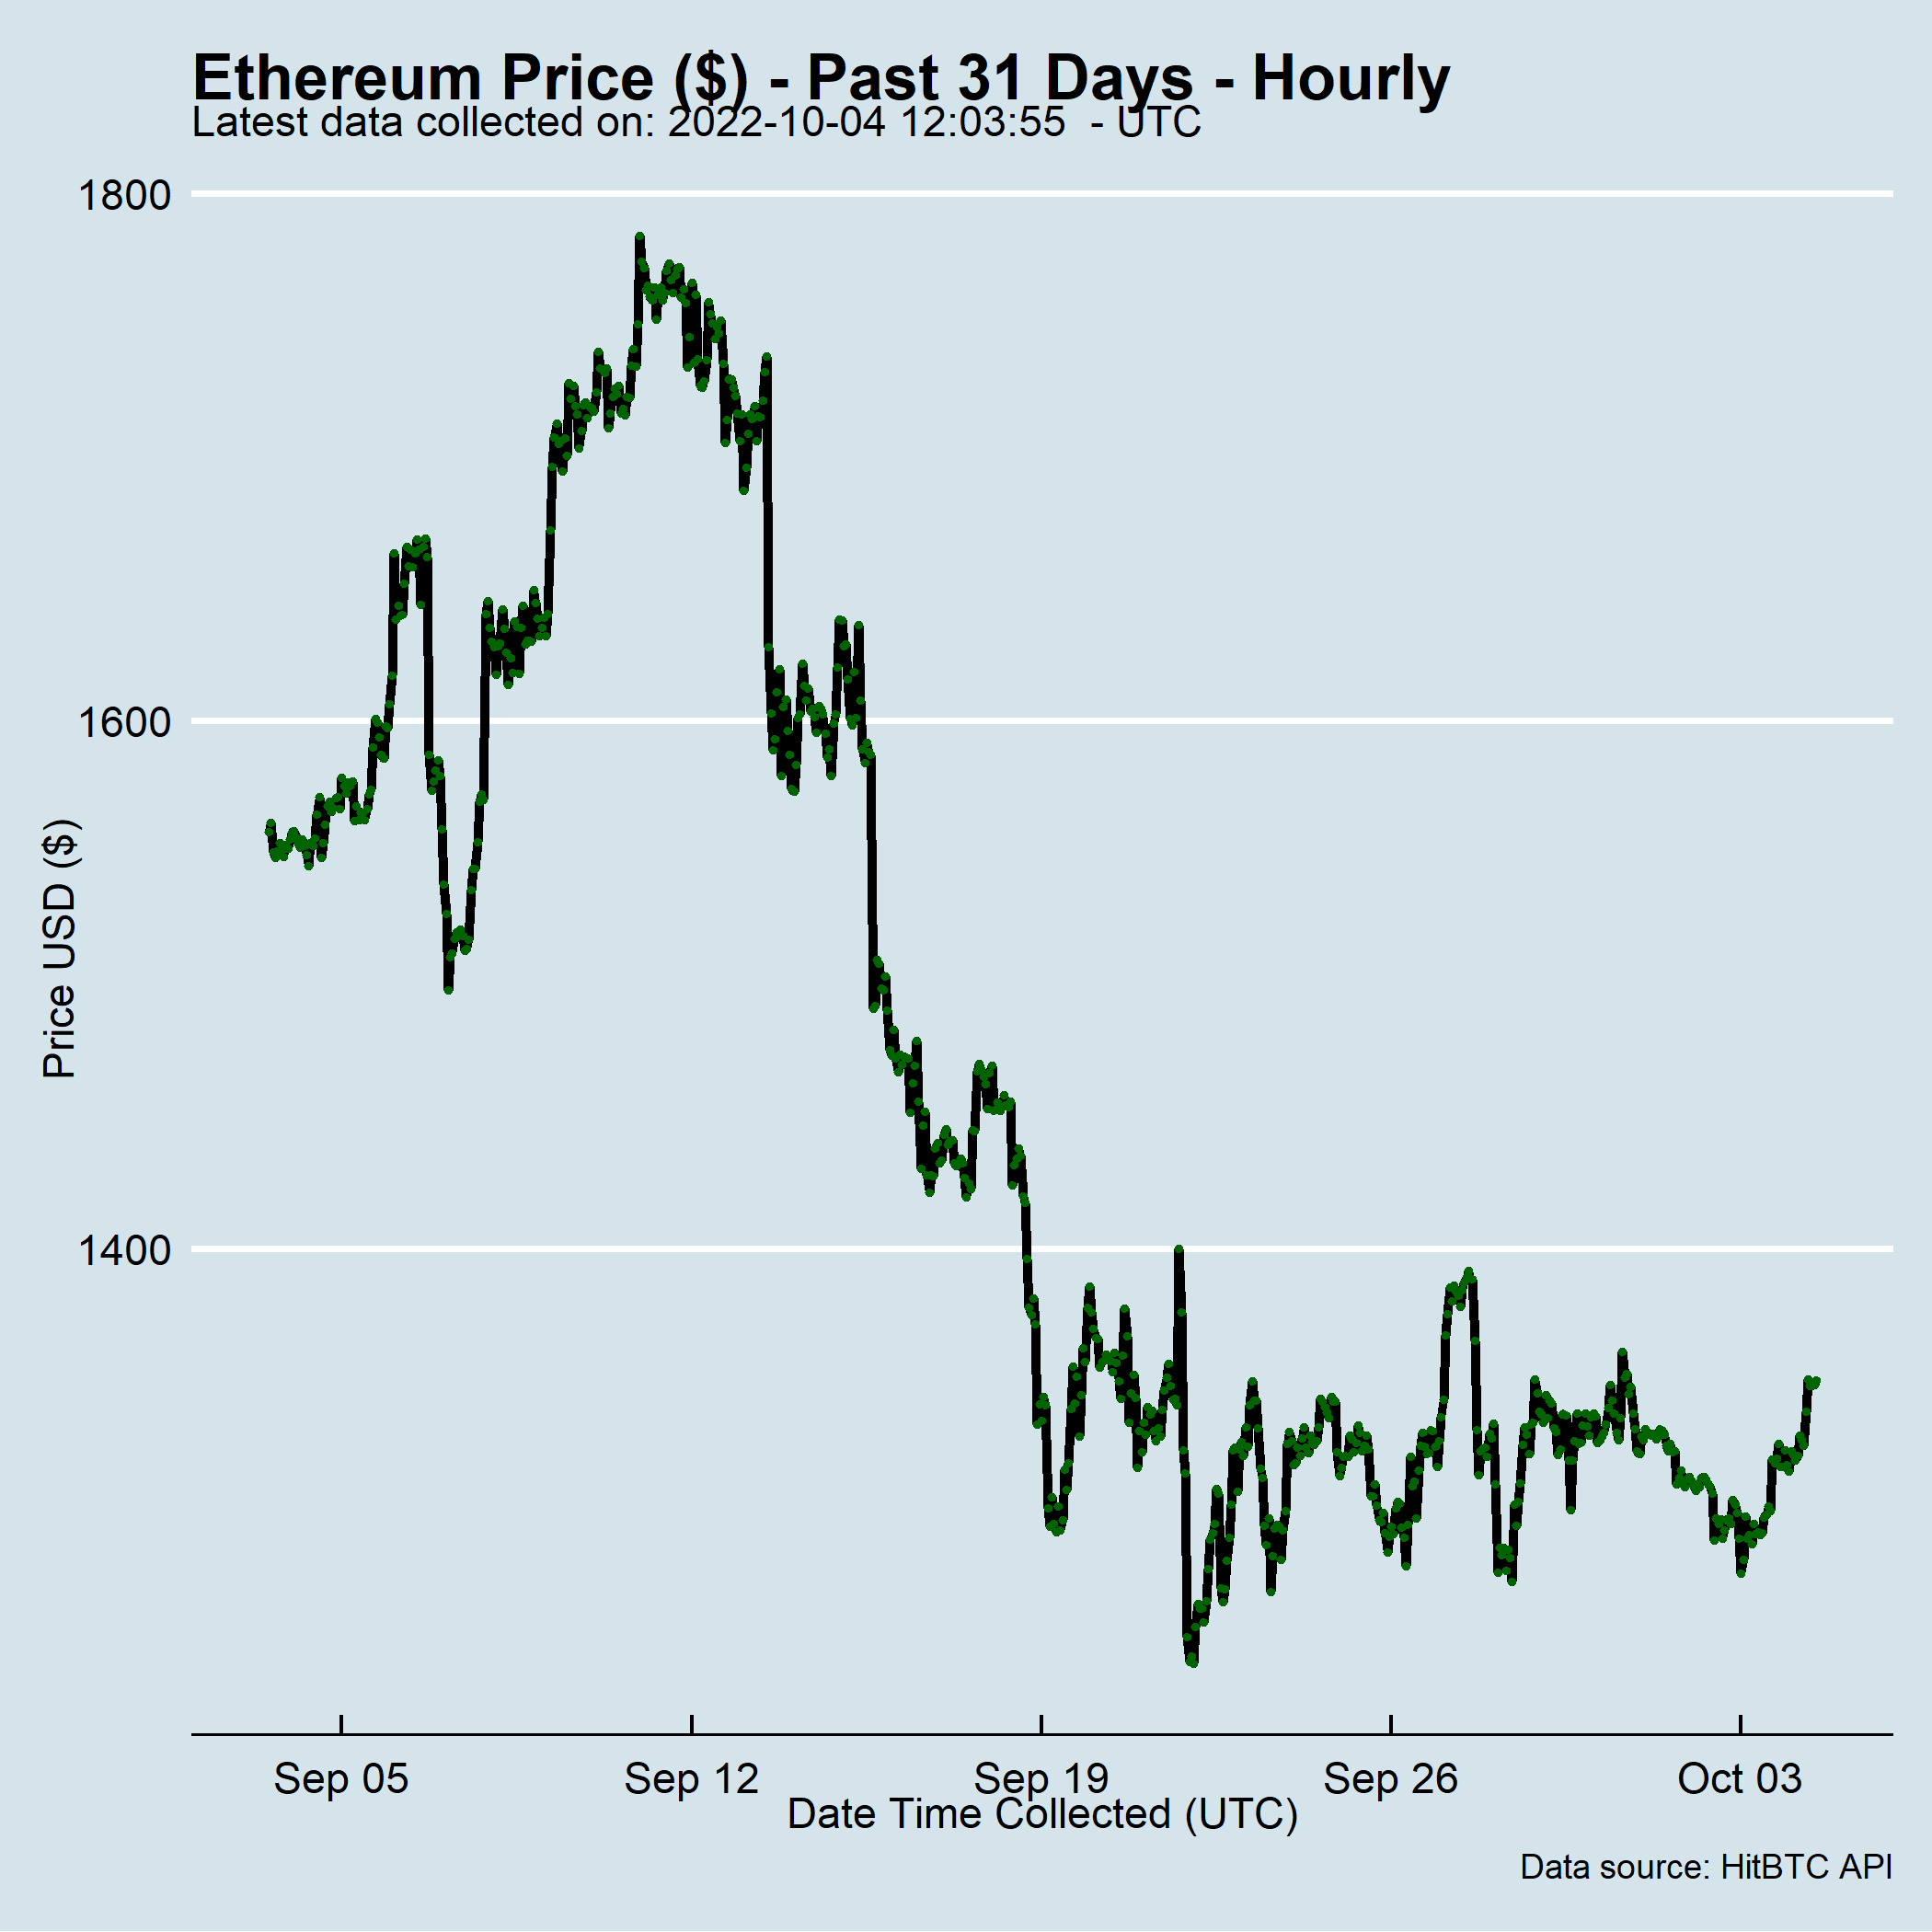 Ethereum Price ($) - Past 31 Days - Hourly
Latest data collected on: 2022-10-04 12:03:55  - UTC
1800
1600
1400
Price USD ($)
Sep 05 Sep 12 Sep 19 Sep 26 Oct 03
Date Time Collected (UTC)
Data source: HitBTC API